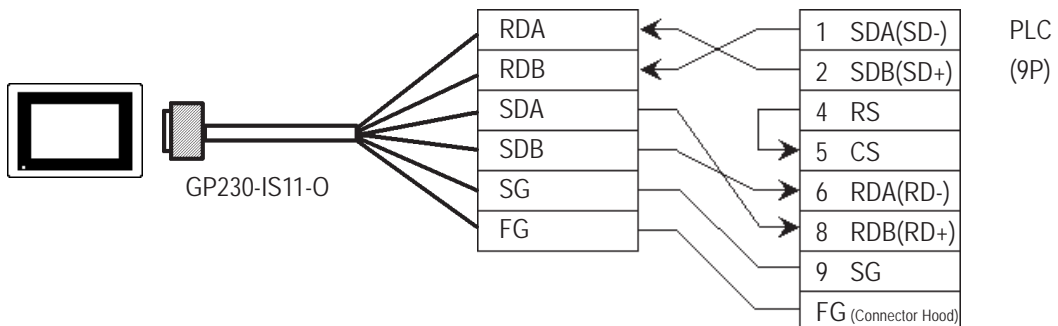 RDA
RDB
SDA
SDB
SG
FG
GP230-IS11-O
1 SDA(SD-)
2 SDB(SD+)
4 RS
5 CS
6 RDA(RD-)
8 RDB(RD+)
9 SG
FG (Connector Hood)
PLC
(9P)